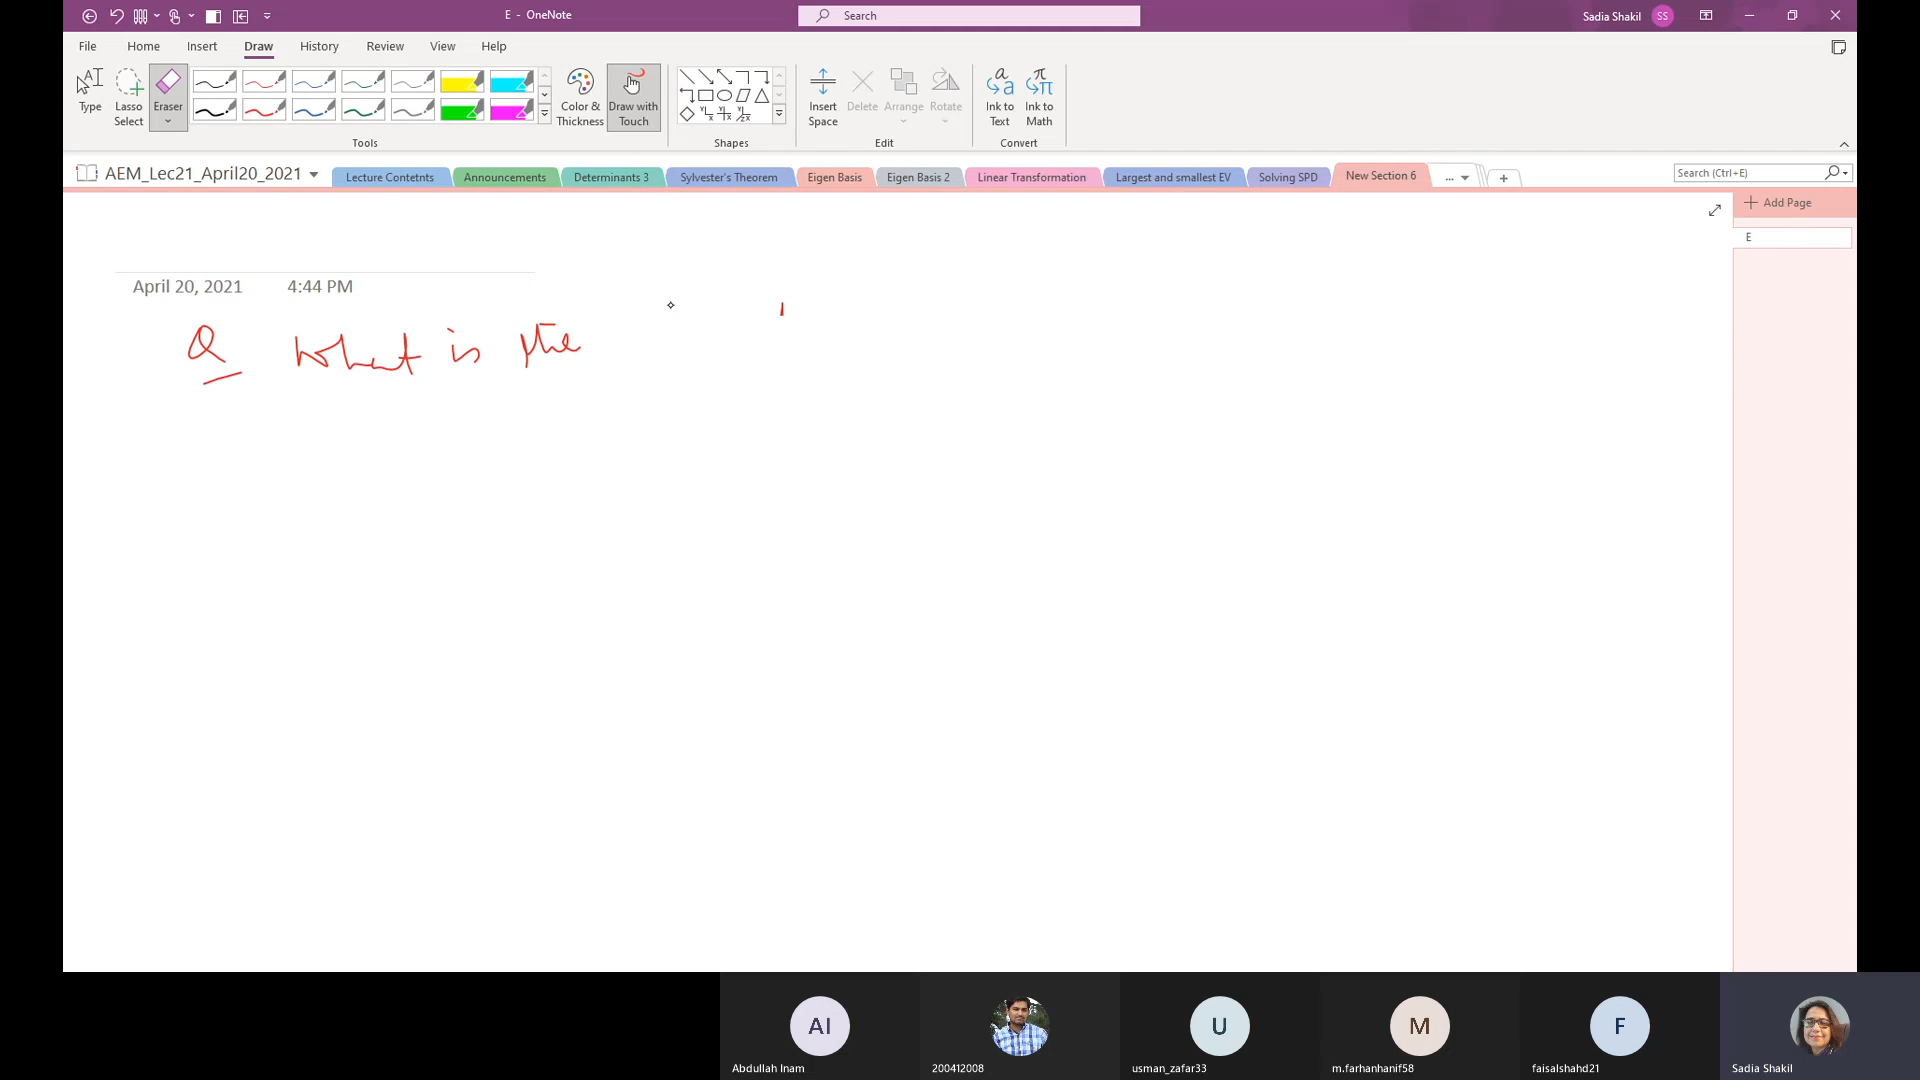 E - OneNote
Search
Sadia Shakil
SS
File Home Insert Draw History Review View Help
Type
Lasso Select
Eraser
Color & Thickness
Draw with Touch
Insert Space
Delete
Arrange
Rotate
Ink to Text
Ink to Math
Tools
Shapes
Edit
Convert
AEM_Lec21_April20_2021
Lecture Contetnts
Announcements
Determinants 3
Sylvester's Theorem
Eigen Basis
Eigen Basis 2
Linear Transformation
Largest and smallest EV
Solving SPD
New Section 6
...
Search (Ctrl+E)
Add Page
E
April 20, 2021 4:44 PM
Q What is the
AI
U
M
F
Abdullah Inam
200412008
usman_zafar33
m.farhanhanif58
faisalshahd21
Sadia Shakil